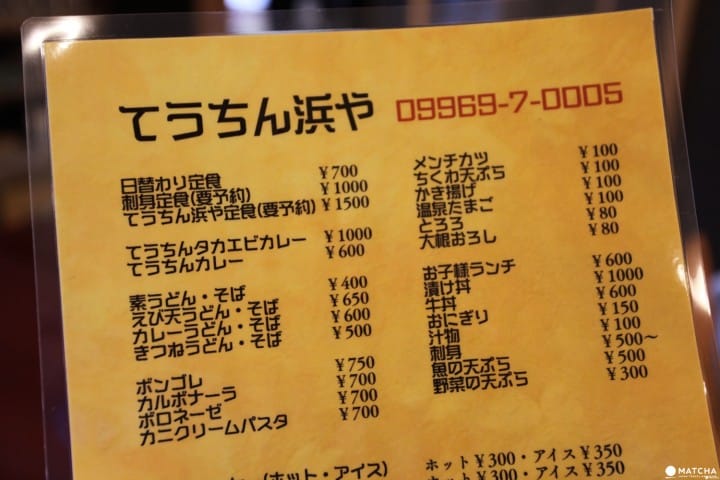 てうちん浜や 09969-7-0005
日替わり定食 ¥700
刺身定食(要予約) ¥1000
てうちん浜や定食(要予約) ¥1500
てうちんタカエビカレー ¥1000
てうちんカレー ¥600
素うどん・そば ¥400
えび天うどん・そば ¥650
カレーうどん・そば ¥600
きつねうどん・そば ¥500
ボンゴレ ¥750
カルボナーラ ¥700
ボロネーゼ ¥700
カニクリームパスタ ¥700
メンチカツ ¥100
ちくわ天ぷら ¥100
かき揚げ ¥100
温泉たまご ¥100
とろろ ¥80
大根おろし ¥80
お子様ランチ ¥600
漬け丼 ¥1000
牛丼 ¥600
おにぎり ¥150
汁物 ¥100
刺身 ¥500～
魚の天ぷら ¥500
野菜の天ぷら ¥300
(ホット・アイス) ホット¥300・アイス¥350
ホット¥300・アイス¥350
MATCHA